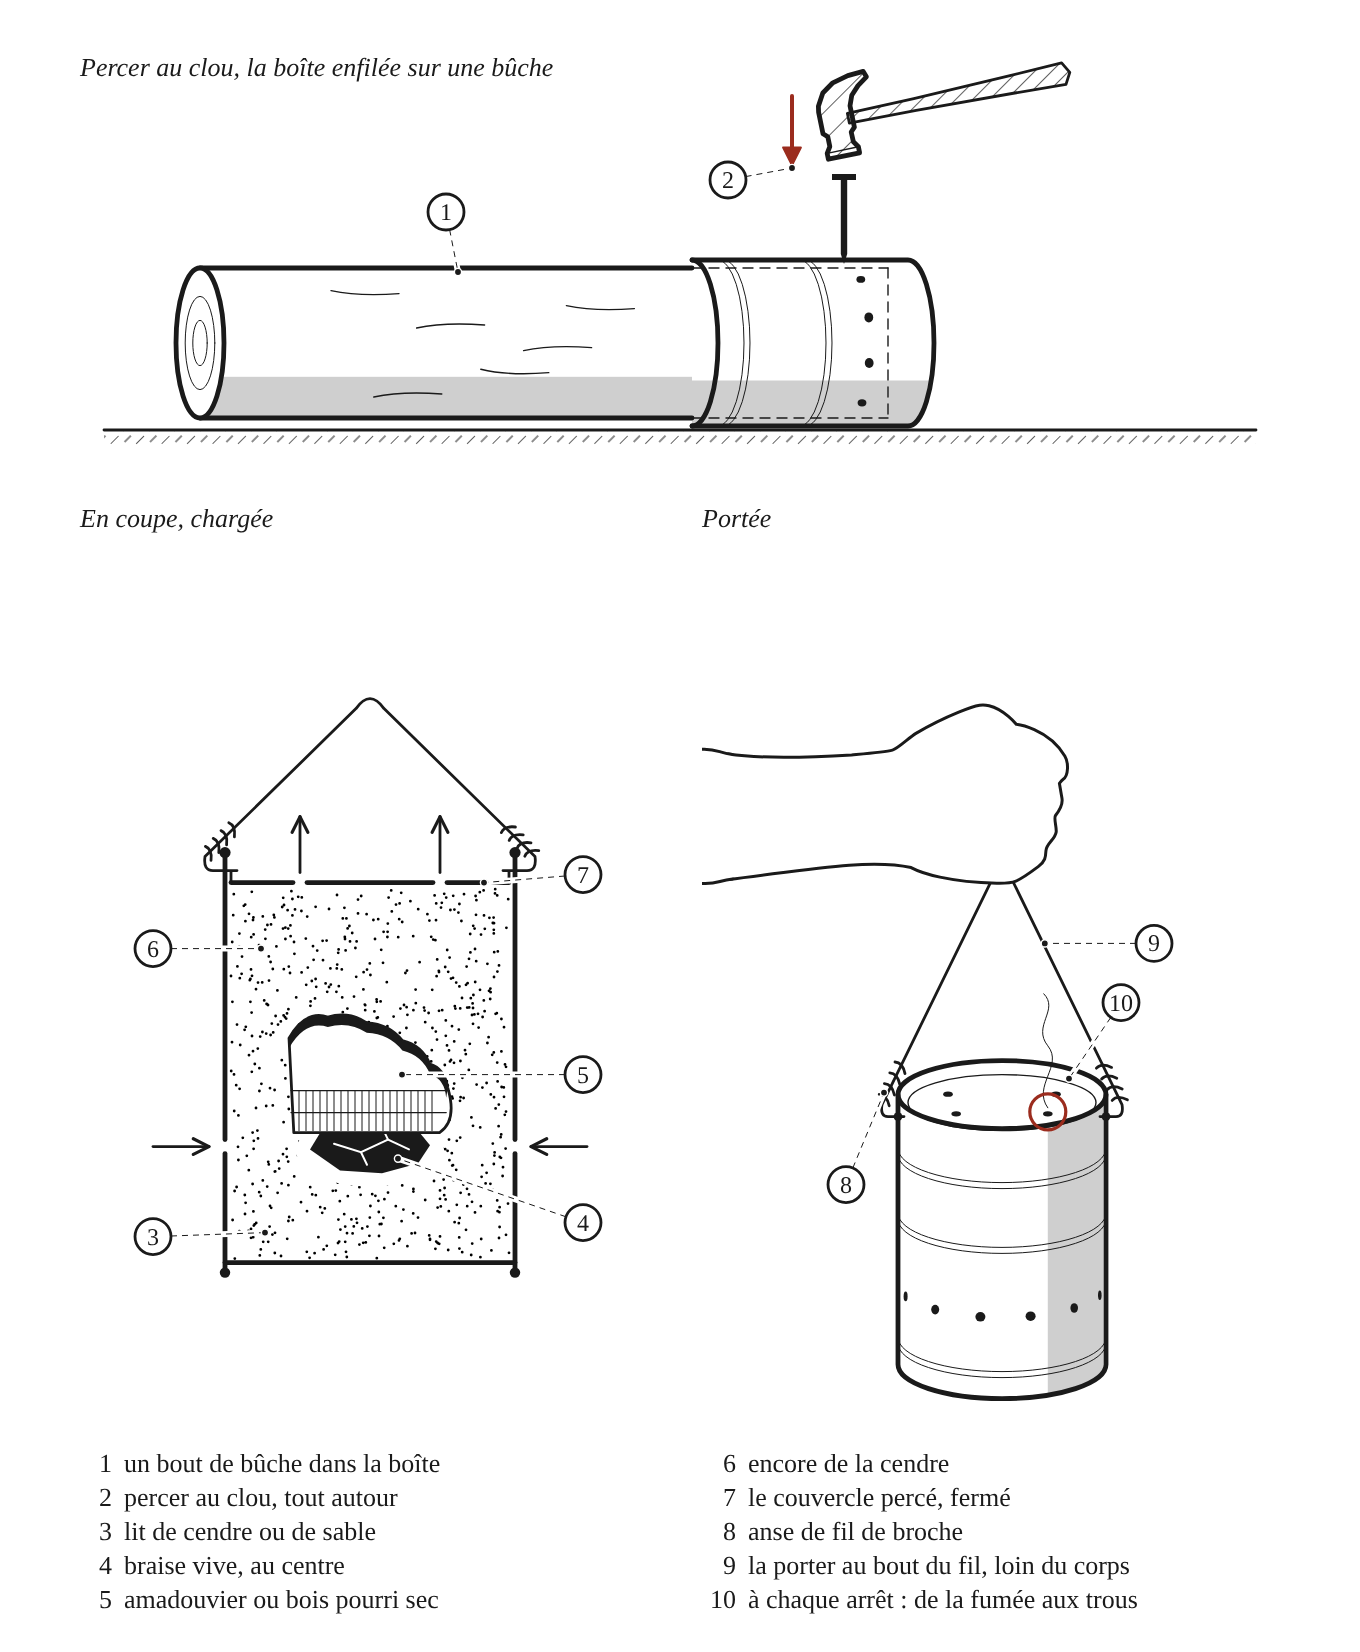 Percer au clou, la boîte enfilée sur une bûche
2
1
En coupe, chargée
Portée
7
6
9
10
5
8
4
3
1 un bout de bûche dans la boîte
2 percer au clou, tout autour
3 lit de cendre ou de sable
4 braise vive, au centre
5 amadouvier ou bois pourri sec
6 encore de la cendre
7 le couvercle percé, fermé
8 anse de fil de broche
9 la porter au bout du fil, loin du corps
10 à chaque arrêt : de la fumée aux trous